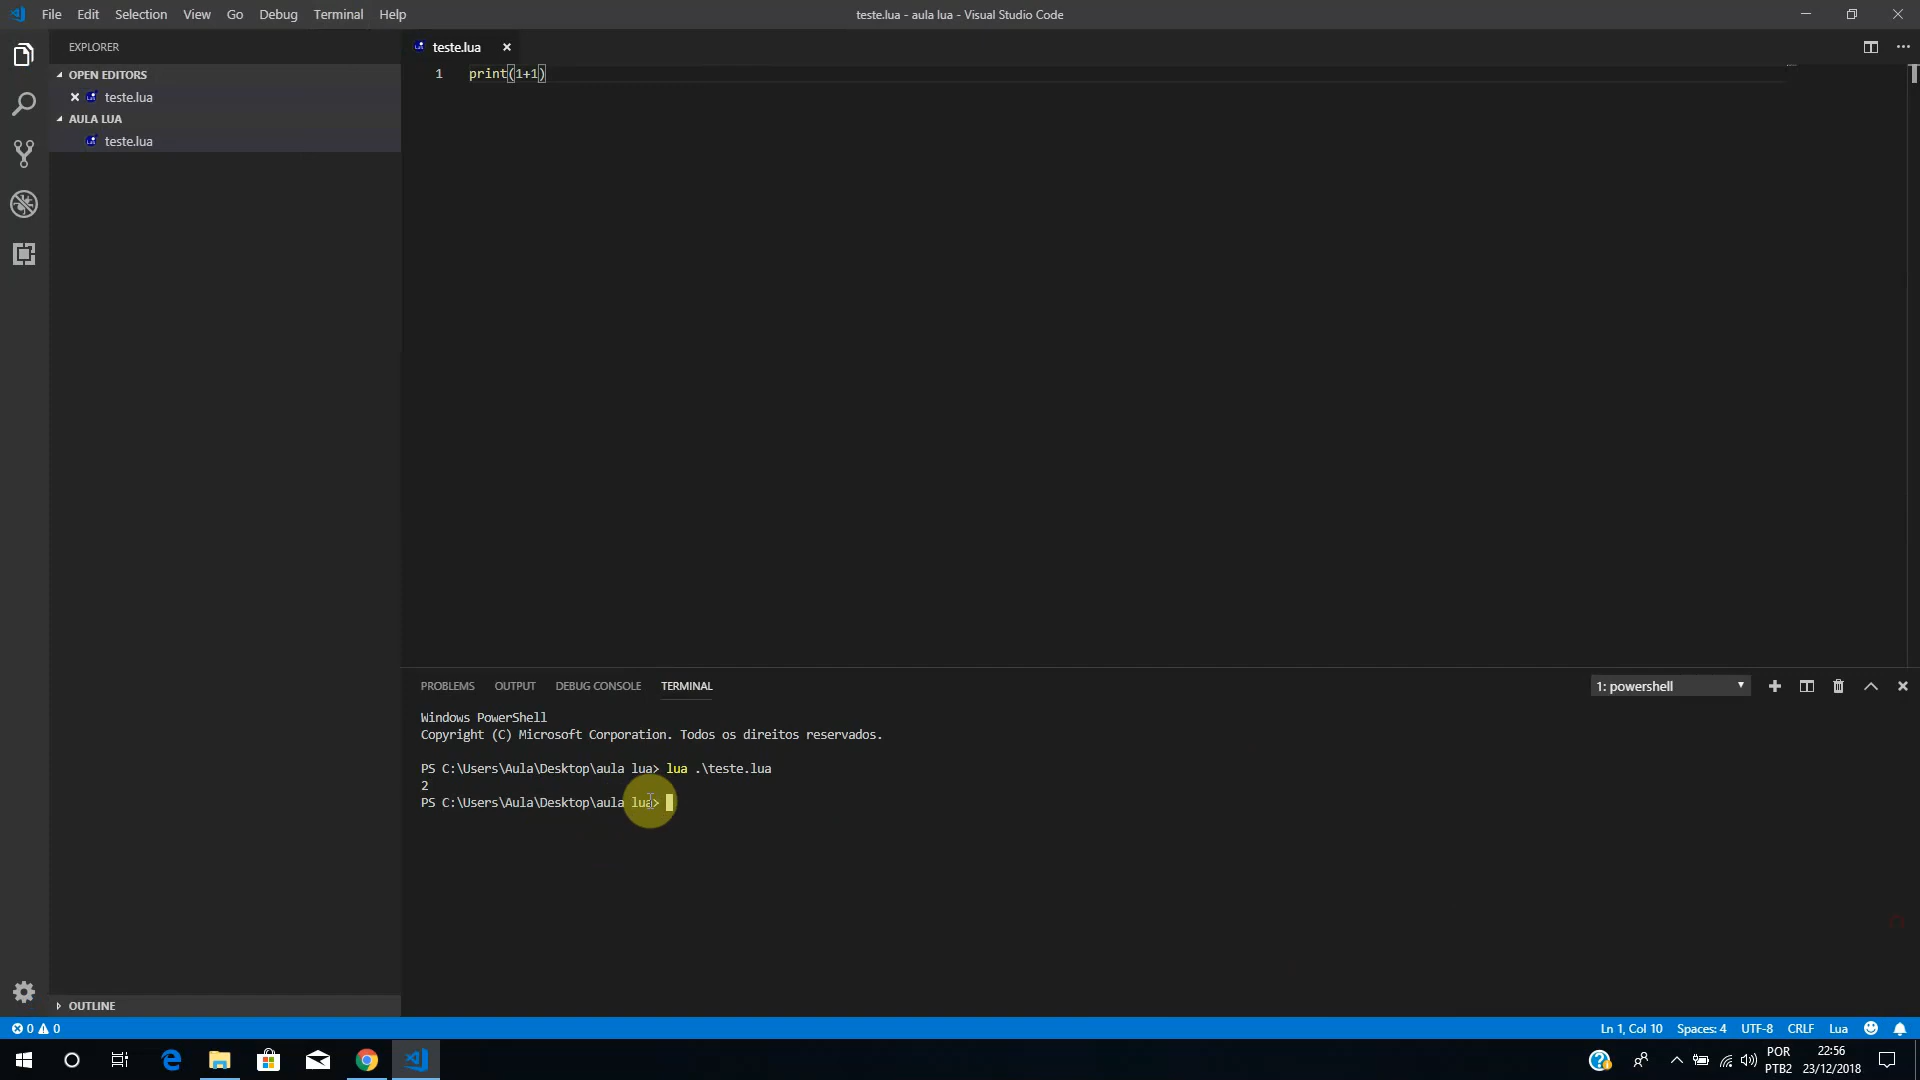 File Edit Selection View Go Debug Terminal Help
teste.lua - aula lua - Visual Studio Code
EXPLORER
OPEN EDITORS
teste.lua
AULA LUA
teste.lua
OUTLINE
teste.lua
1 print(1+1)
PROBLEMS OUTPUT DEBUG CONSOLE TERMINAL
1: powershell
Windows PowerShell
Copyright (C) Microsoft Corporation. Todos os direitos reservados.
PS C:\Users\Aula\Desktop\aula lua> lua .\teste.lua
2
PS C:\Users\Aula\Desktop\aula lua>
0 0
Ln 1, Col 10 Spaces: 4 UTF-8 CRLF Lua
POR 22:56
PTB2 23/12/2018